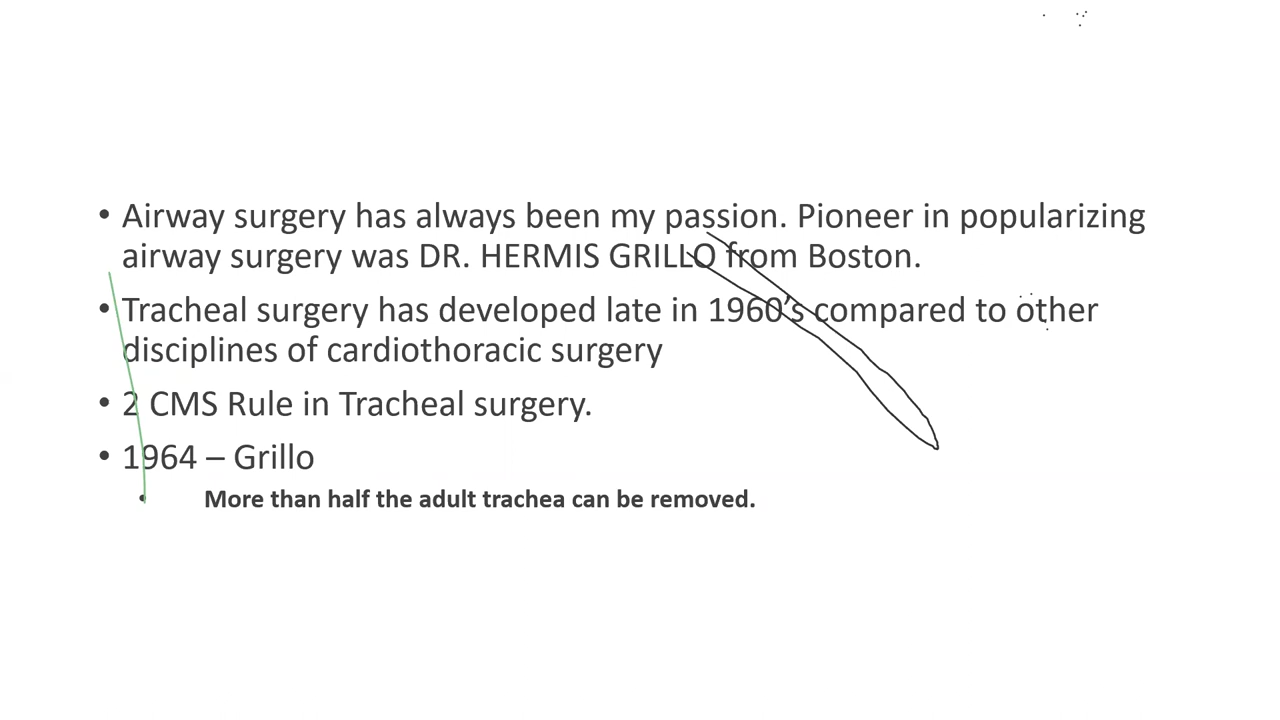 • Airway surgery has always been my passion. Pioneer in popularizing
airway surgery was DR. HERMIS GRILLO from Boston.
• Tracheal surgery has developed late in 1960’s compared to other
disciplines of cardiothoracic surgery
• 2 CMS Rule in Tracheal surgery.
• 1964 – Grillo
• More than half the adult trachea can be removed.